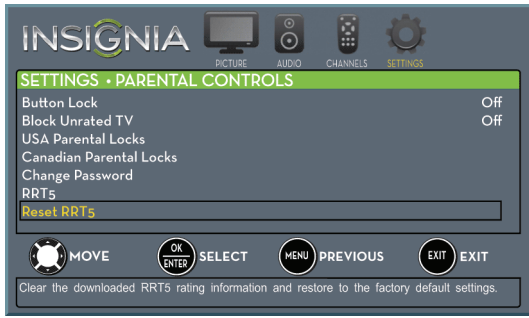 INSIGNIA
PICTURE AUDIO CHANNELS SETTINGS
SETTINGS • PARENTAL CONTROLS
Button Lock Off
Block Unrated TV Off
USA Parental Locks
Canadian Parental Locks
Change Password
RRT5
Reset RRT5
MOVE OK ENTER SELECT MENU PREVIOUS EXIT EXIT
Clear the downloaded RRT5 rating information and restore to the factory default settings.